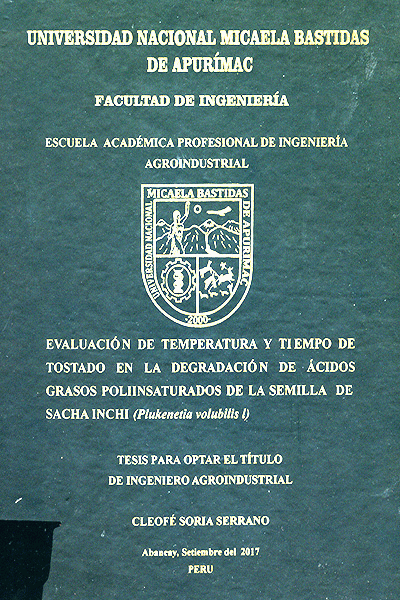 UNIVERSIDAD NACIONAL MICAELA BASTIDAS
DE APURÍMAC
FACULTAD DE INGENIERÍA
ESCUELA ACADÉMICA PROFESIONAL DE INGENIERÍA
AGROINDUSTRIAL
MICAELA BASTIDAS
UNIVERSIDAD NACIONAL
DE APURIMAC
-2000-
EVALUACIÓN DE TEMPERATURA Y TIEMPO DE
TOSTADO EN LA DEGRADACIÓN DE ÁCIDOS
GRASOS POLIINSATURADOS DE LA SEMILLA DE
SACHA INCHI (Plukenetia volubilis l)
TESIS PARA OPTAR EL TÍTULO
DE INGENIERO AGROINDUSTRIAL
CLEOFÉ SORIA SERRANO
Abancay, Setiembre del 2017
PERU